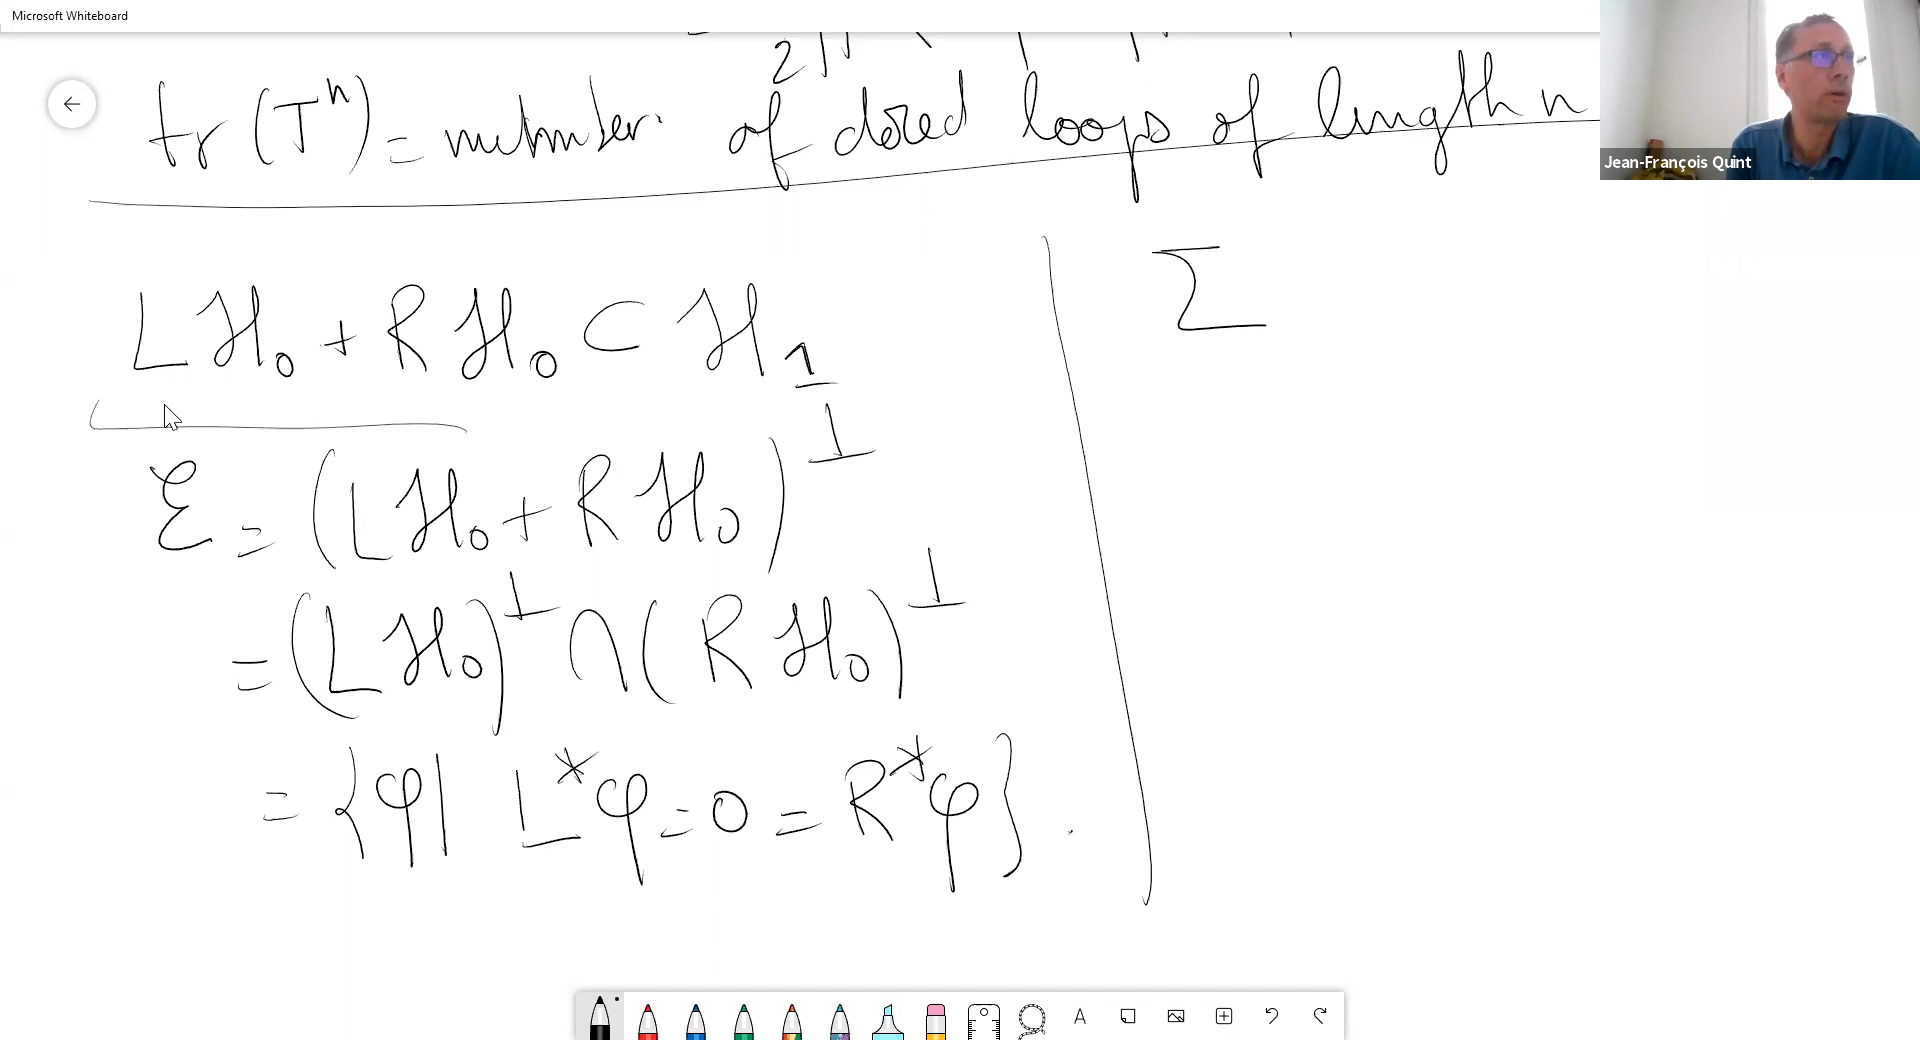 Microsoft Whiteboard
tr(Tⁿ) = number of closed loops of length n
Jean-François Quint
Lℋ₀ + Rℋ₀ ⊂ ℋ₁
ℰ = (Lℋ₀ + Rℋ₀)^⊥
= (Lℋ₀)^⊥ ∩ (Rℋ₀)^⊥
= {φ | L*φ = 0 = R*φ}.
Σ